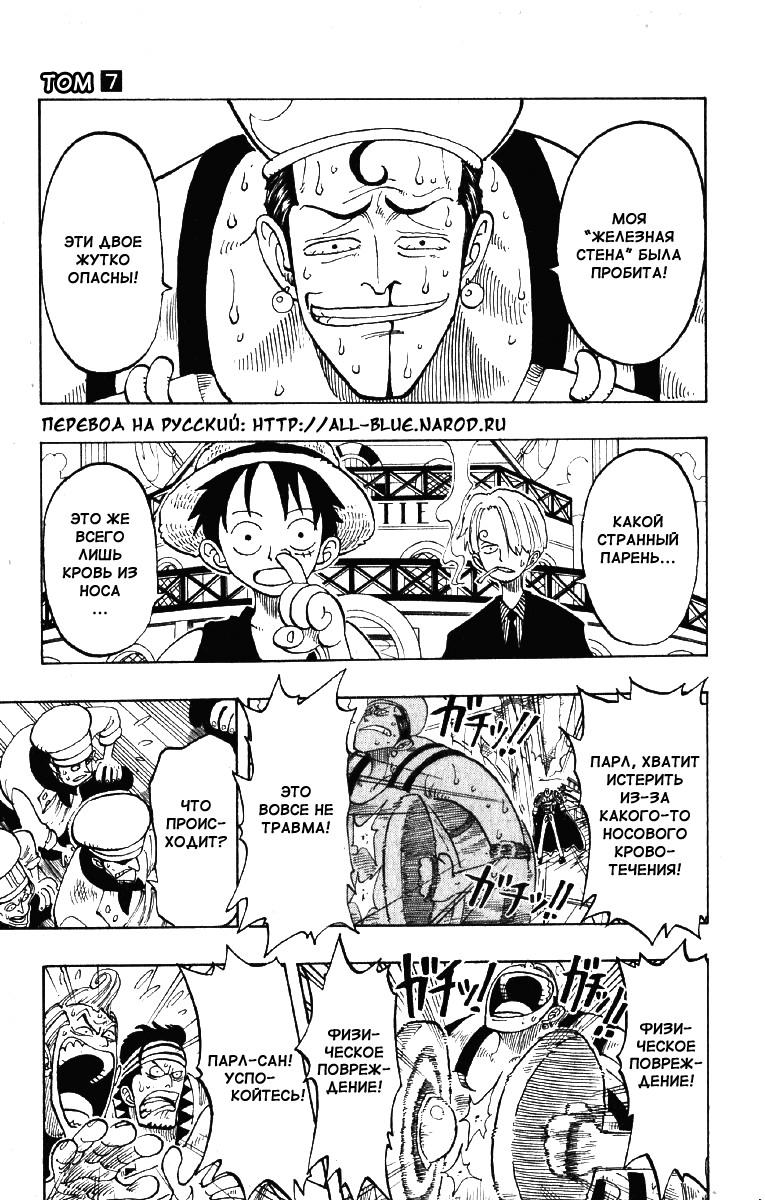 ТОМ 7
МОЯ
"ЖЕЛЕЗНАЯ
СТЕНА" БЫЛА
ПРОБИТА!
ЭТИ ДВОЕ
ЖУТКО
ОПАСНЫ!
ПЕРЕВОД НА РУССКИЙ: HTTP://ALL-BLUE.NAROD.RU
КАКОЙ
СТРАННЫЙ
ПАРЕНЬ...
TIE
ЭТО ЖЕ
ВСЕГО
ЛИШЬ
КРОВЬ ИЗ
НОСА
...
ПАРЛ, ХВАТИТ
ИСТЕРИТЬ
ИЗ-ЗА
КАКОГО-ТО
НОСОВОГО
КРОВО-
ТЕЧЕНИЯ!
ガチッ!!
ガチッ!!
ЭТО
ВОВСЕ НЕ
ТРАВМА!
ЧТО
ПРОИС-
ХОДИТ?
ФИЗИ-
ЧЕСКОЕ
ПОВРЕЖ-
ДЕНИЕ!
ガチッ!
ガチッ!
ФИЗИ-
ЧЕСКОЕ
ПОВРЕЖ-
ДЕНИЕ!
ПАРЛ-САН!
УСПО-
КОЙТЕСЬ!